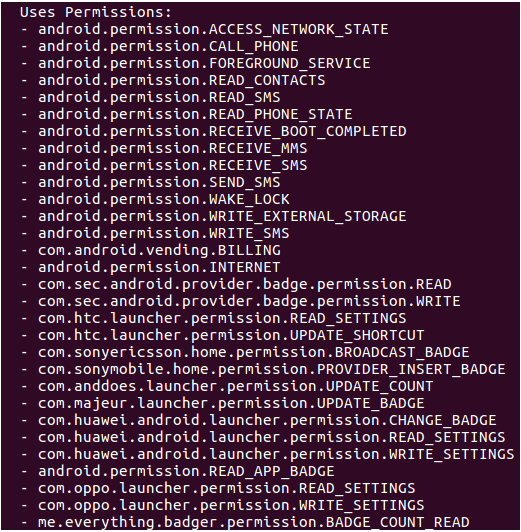 Uses Permissions:
- android.permission.ACCESS_NETWORK_STATE
- android.permission.CALL_PHONE
- android.permission.FOREGROUND_SERVICE
- android.permission.READ_CONTACTS
- android.permission.READ_SMS
- android.permission.READ_PHONE_STATE
- android.permission.RECEIVE_BOOT_COMPLETED
- android.permission.RECEIVE_MMS
- android.permission.RECEIVE_SMS
- android.permission.SEND_SMS
- android.permission.WAKE_LOCK
- android.permission.WRITE_EXTERNAL_STORAGE
- android.permission.WRITE_SMS
- com.android.vending.BILLING
- android.permission.INTERNET
- com.sec.android.provider.badge.permission.READ
- com.sec.android.provider.badge.permission.WRITE
- com.htc.launcher.permission.READ_SETTINGS
- com.htc.launcher.permission.UPDATE_SHORTCUT
- com.sonyericsson.home.permission.BROADCAST_BADGE
- com.sonymobile.home.permission.PROVIDER_INSERT_BADGE
- com.anddoes.launcher.permission.UPDATE_COUNT
- com.majeur.launcher.permission.UPDATE_BADGE
- com.huawei.android.launcher.permission.CHANGE_BADGE
- com.huawei.android.launcher.permission.READ_SETTINGS
- com.huawei.android.launcher.permission.WRITE_SETTINGS
- android.permission.READ_APP_BADGE
- com.oppo.launcher.permission.READ_SETTINGS
- com.oppo.launcher.permission.WRITE_SETTINGS
- me.everything.badger.permission.BADGE_COUNT_READ